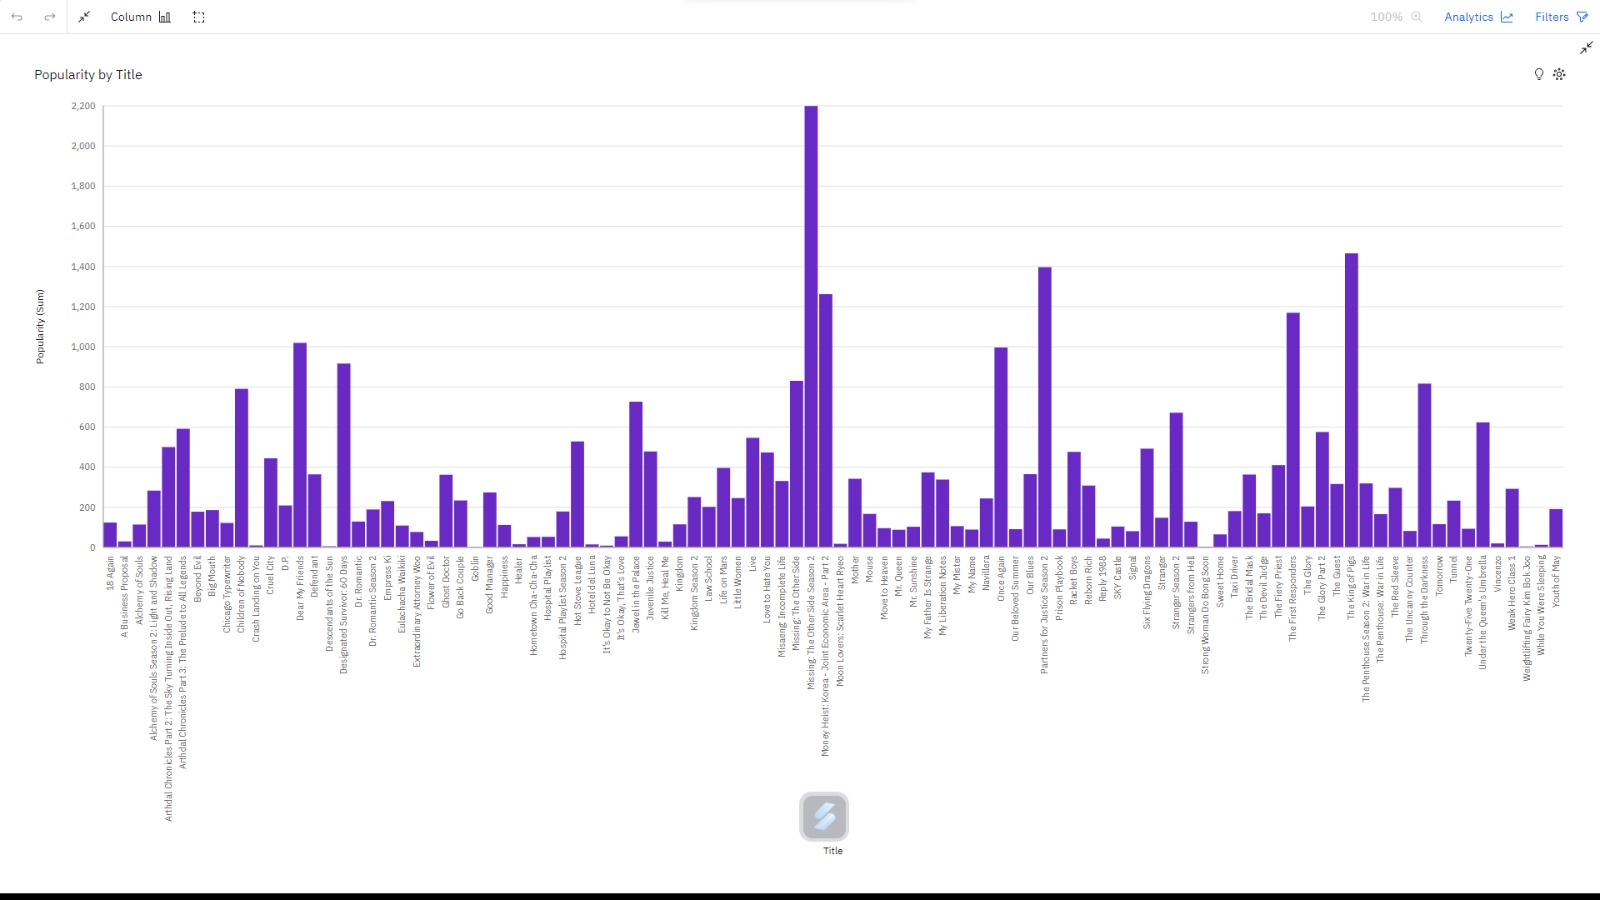 Column
100%
Analytics
Filters
Popularity by Title
Popularity (Sum)
2,200
2,000
1,800
1,600
1,400
1,200
1,000
800
600
400
200
0
18 Again
A Business Proposal
Alchemy of Souls
Alchemy of Souls Season 2: Light and Shadow
Arthdal Chronicles Part 2: The Sky Turning Inside Out, Rising Land
Arthdal Chronicles Part 3: The Prelude to All Legends
Beyond Evil
Big Mouth
Chicago Typewriter
Children of Nobody
Crash Landing on You
Cruel City
D.P.
Dear My Friends
Defendant
Descendants of the Sun
Designated Survivor: 60 Days
Dr. Romantic
Dr. Romantic Season 2
Empress Ki
Eulachacha Waikiki
Extraordinary Attorney Woo
Flower of Evil
Ghost Doctor
Go Back Couple
Goblin
Good Manager
Happiness
Healer
Hometown Cha-Cha-Cha
Hospital Playlist
Hospital Playlist Season 2
Hot Stove League
Hotel del Luna
It's Okay to Not Be Okay
It's Okay, That's Love
Jewel in the Palace
Juvenile Justice
Kill Me, Heal Me
Kingdom
Kingdom Season 2
Law School
Life on Mars
Little Women
Live
Love to Hate You
Misaeng: Incomplete Life
Missing: The Other Side
Missing: The Other Side Season 2
Money Heist: Korea - Joint Economic Area - Part 2
Moon Lovers: Scarlet Heart Ryeo
Mother
Mouse
Move to Heaven
Mr. Queen
Mr. Sunshine
My Father Is Strange
My Liberation Notes
My Mister
My Name
Navillera
Once Again
Our Beloved Summer
Our Blues
Partners for Justice Season 2
Prison Playbook
Racket Boys
Reborn Rich
Reply 1988
SKY Castle
Signal
Six Flying Dragons
Stranger
Stranger Season 2
Strangers from Hell
Strong Woman Do Bong Soon
Sweet Home
Taxi Driver
The Bridal Mask
The Devil Judge
The Fiery Priest
The First Responders
The Glory
The Glory Part 2
The Guest
The King of Pigs
The Penthouse Season 2: War in Life
The Penthouse: War in Life
The Red Sleeve
The Uncanny Counter
Through the Darkness
Tomorrow
Tunnel
Twenty-Five Twenty-One
Under the Queen's Umbrella
Vincenzo
Weak Hero Class 1
Weightlifting Fairy Kim Bok Joo
While You Were Sleeping
Youth of May
Title